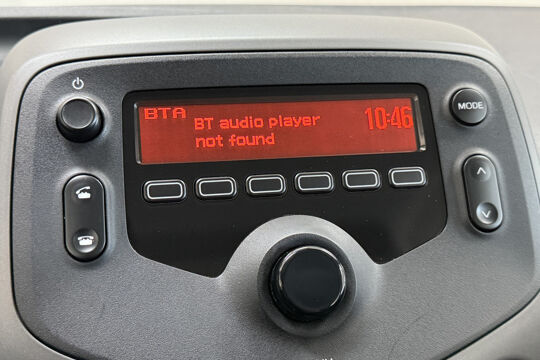 BTA
BT audio player
not found
10:46
MODE